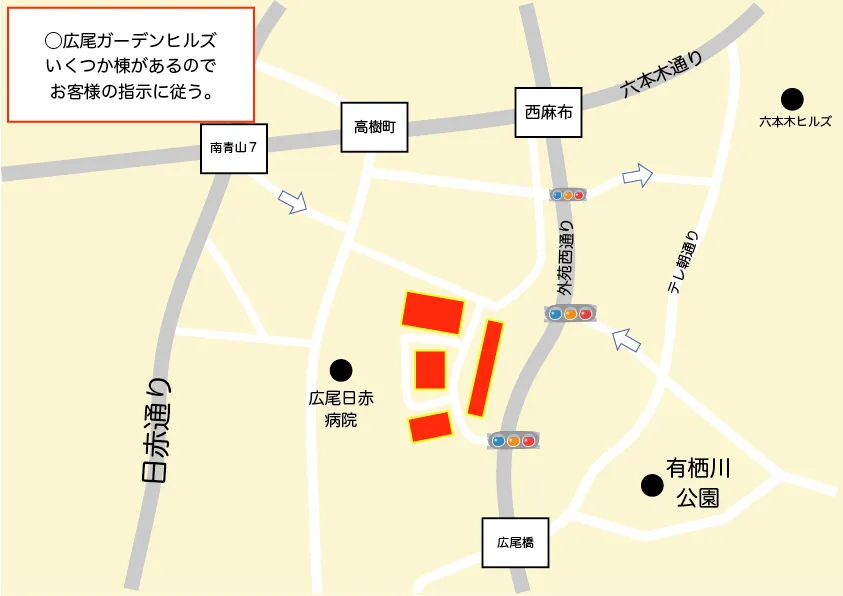 ○広尾ガーデンヒルズ
いくつか棟があるので
お客様の指示に従う。
六本木通り
西麻布
六本木ヒルズ
高樹町
南青山７
外苑西通り
テレ朝通り
広尾日赤
病院
日赤通り
有栖川
公園
広尾橋